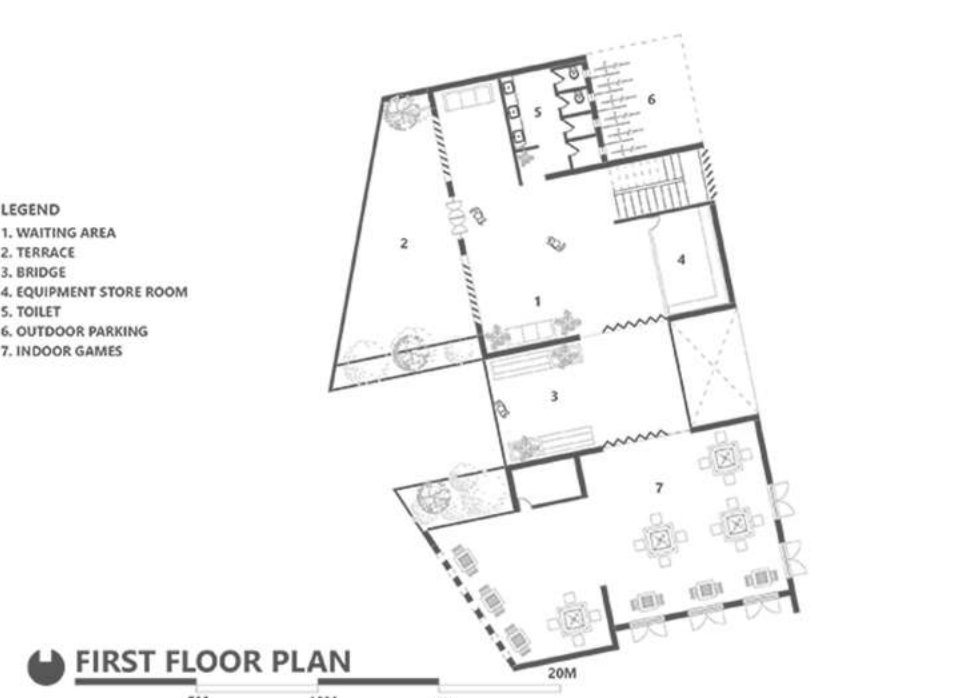 5
6
2
4
1
3
7
LEGEND
1. WAITING AREA
2. TERRACE
3. BRIDGE
4. EQUIPMENT STORE ROOM
5. TOILET
6. OUTDOOR PARKING
7. INDOOR GAMES
FIRST FLOOR PLAN
20M